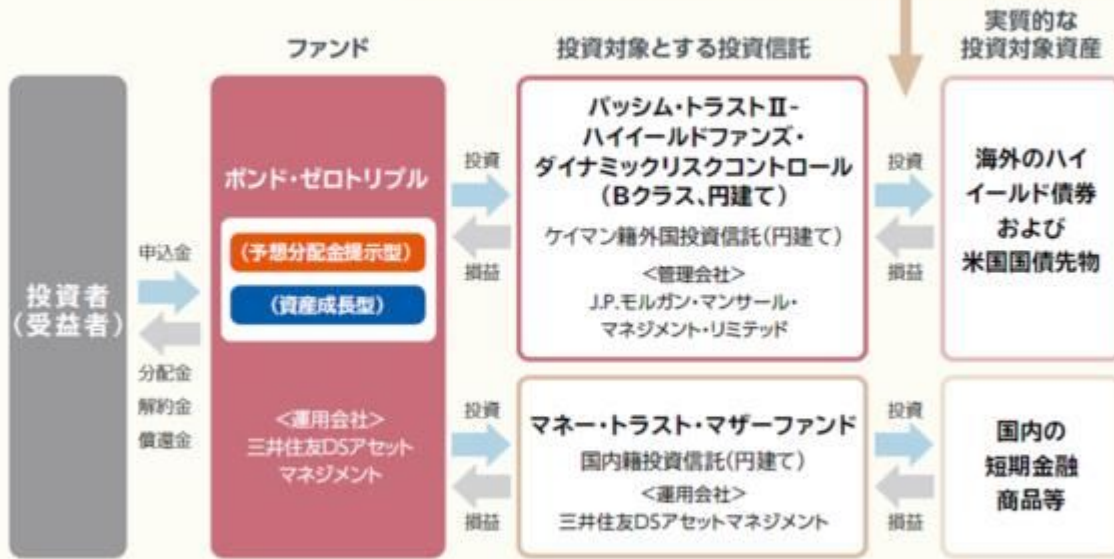 ファンド
投資対象とする投資信託
実質的な
投資対象資産
投資者
(受益者)
申込金
分配金
解約金
償還金
ボンド・ゼロトリプル
(予想分配金提示型)
(資産成長型)
<運用会社>
三井住友DSアセット
マネジメント
投資
損益
パッシム・トラストⅡ-
ハイイールドファンズ・
ダイナミックリスクコントロール
(Bクラス、円建て)
ケイマン籍外国投資信託(円建て)
<管理会社>
J.P.モルガン・マンサール・
マネジメント・リミテッド
投資
損益
海外のハイ
イールド債券
および
米国国債先物
投資
損益
マネー・トラスト・マザーファンド
国内籍投資信託(円建て)
<運用会社>
三井住友DSアセットマネジメント
投資
損益
国内の
短期金融
商品等